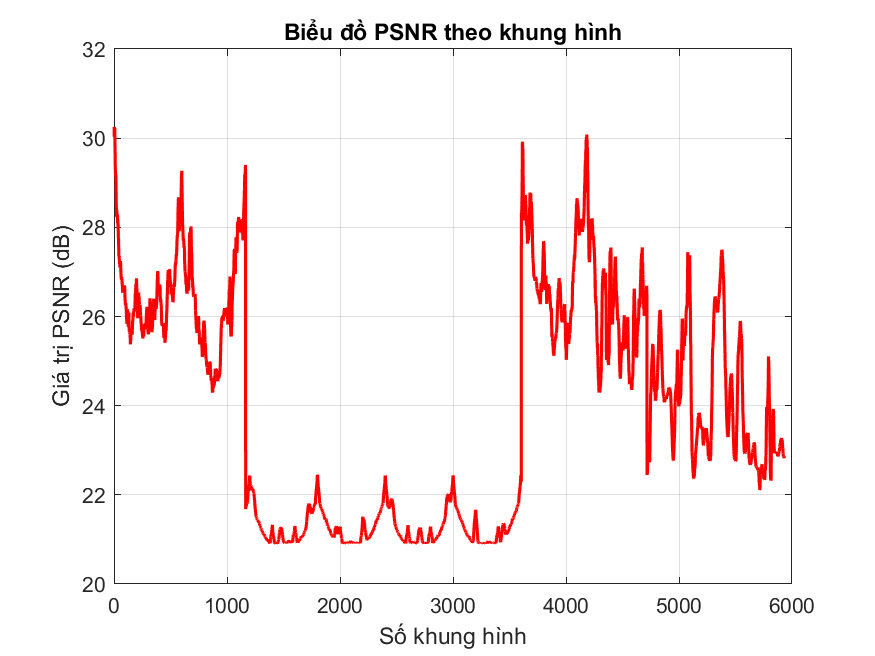 Biểu đồ PSNR theo khung hình
Giá trị PSNR (dB)
32
30
28
26
24
22
20
0 1000 2000 3000 4000 5000 6000
Số khung hình